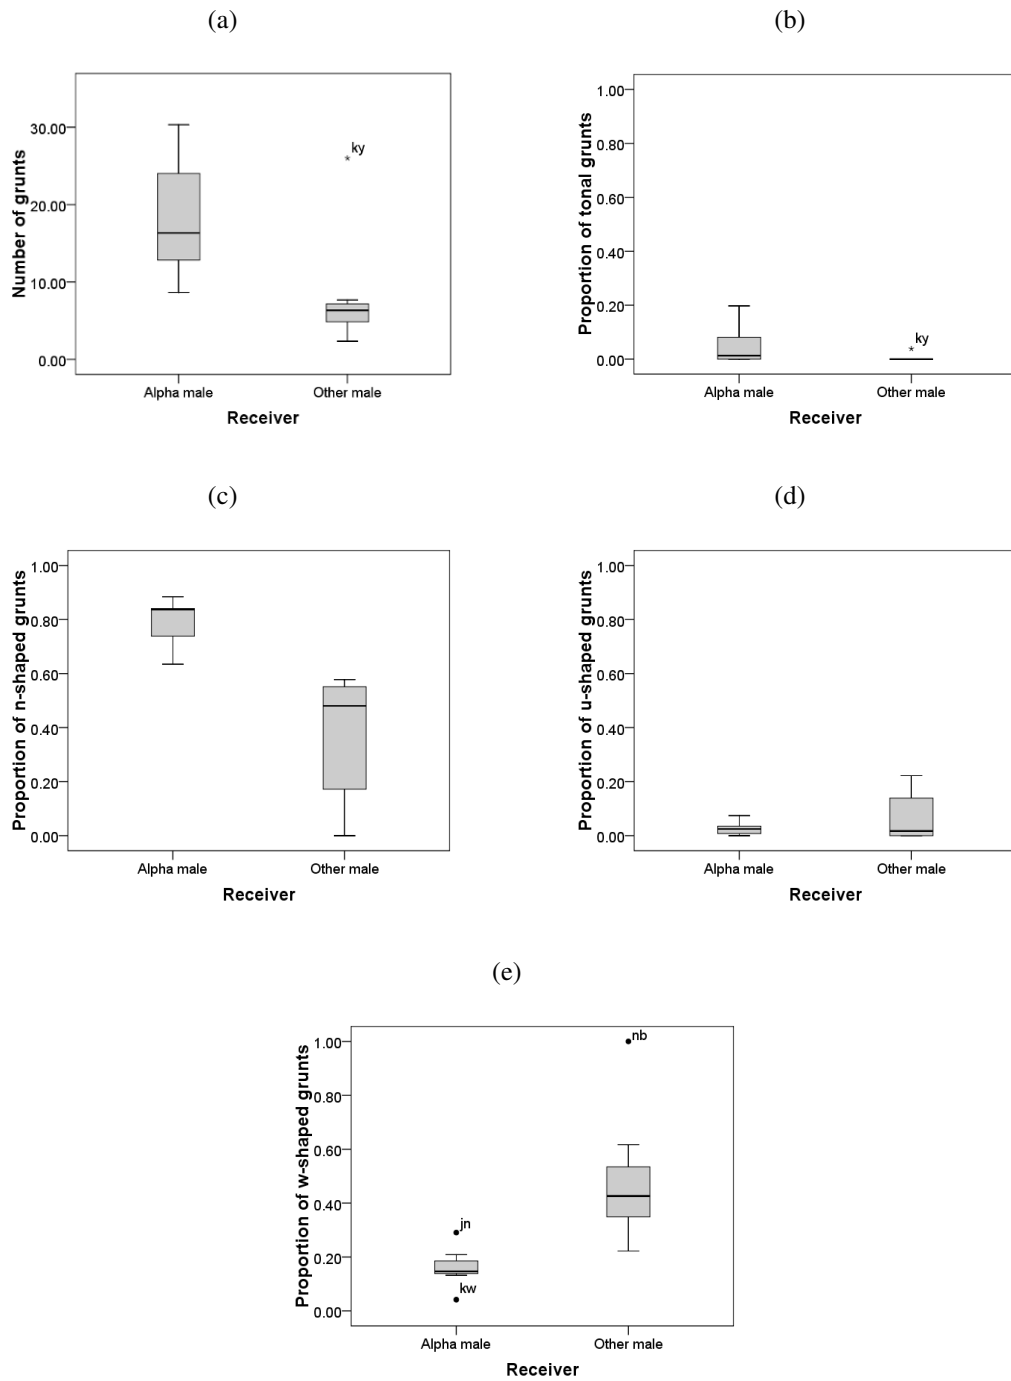 (a)
Number of grunts
30.00
20.00
10.00
0.00
ky
Alpha male
Other male
Receiver
(b)
Proportion of tonal grunts
1.00
0.80
0.60
0.40
0.20
0.00
ky
Alpha male
Other male
Receiver
(c)
Proportion of n-shaped grunts
1.00
0.80
0.60
0.40
0.20
0.00
Alpha male
Other male
Receiver
(d)
Proportion of u-shaped grunts
1.00
0.80
0.60
0.40
0.20
0.00
Alpha male
Other male
Receiver
(e)
Proportion of w-shaped grunts
1.00
0.80
0.60
0.40
0.20
0.00
nb
jn
kw
Alpha male
Other male
Receiver